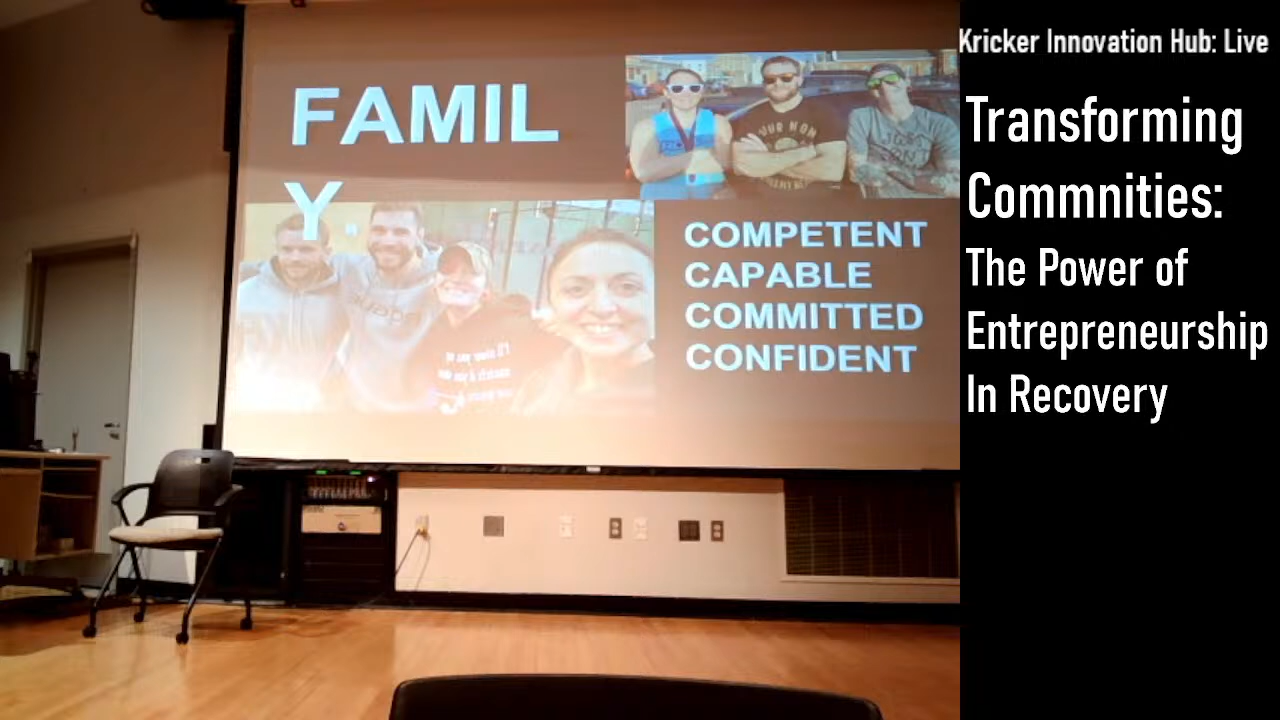 FAMIL
Y
COMPETENT
CAPABLE
COMMITTED
CONFIDENT
Kricker Innovation Hub: Live
Transforming
Commnities:
The Power of
Entrepreneurship
In Recovery